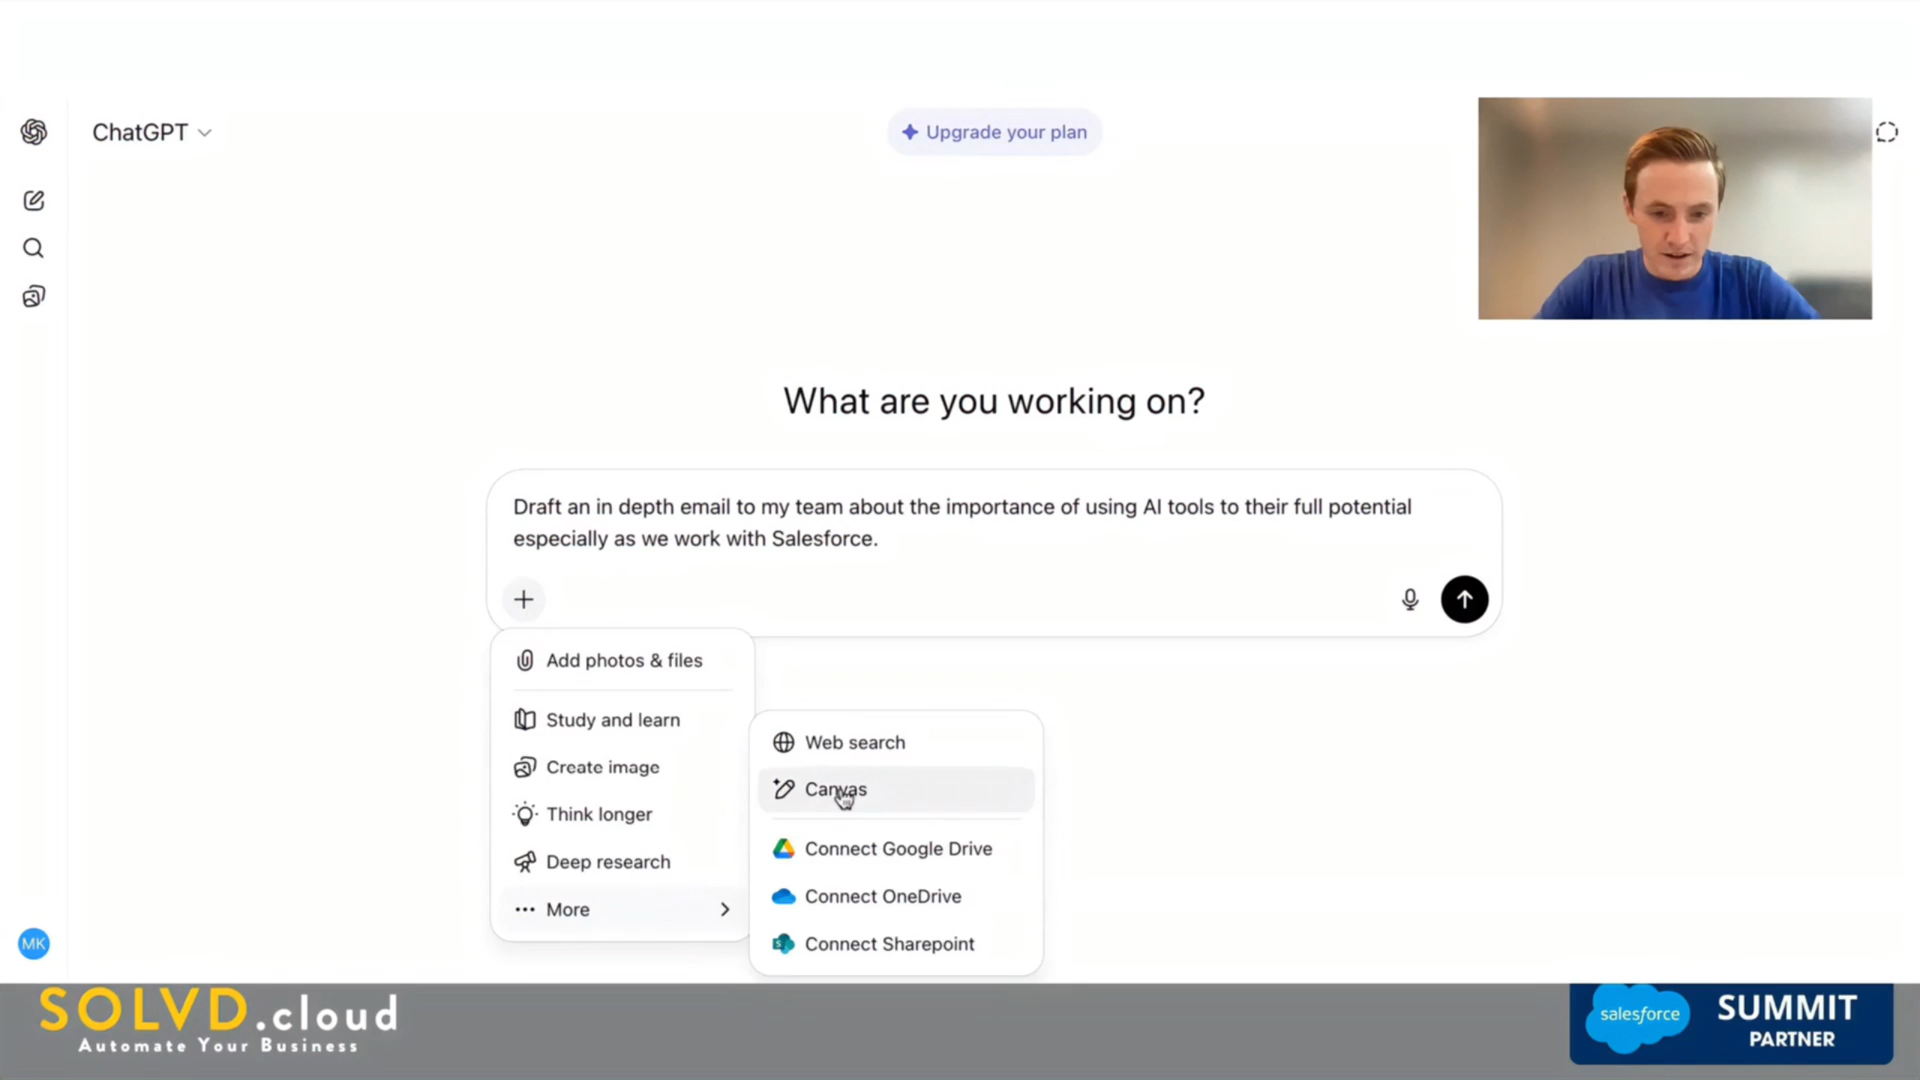 ChatGPT
Upgrade your plan
What are you working on?
Draft an in depth email to my team about the importance of using AI tools to their full potential
especially as we work with Salesforce.
Add photos & files
Study and learn
Create image
Think longer
Deep research
More
Web search
Canvas
Connect Google Drive
Connect OneDrive
Connect Sharepoint
MK
SOLVD.cloud
Automate Your Business
salesforce
SUMMIT
PARTNER